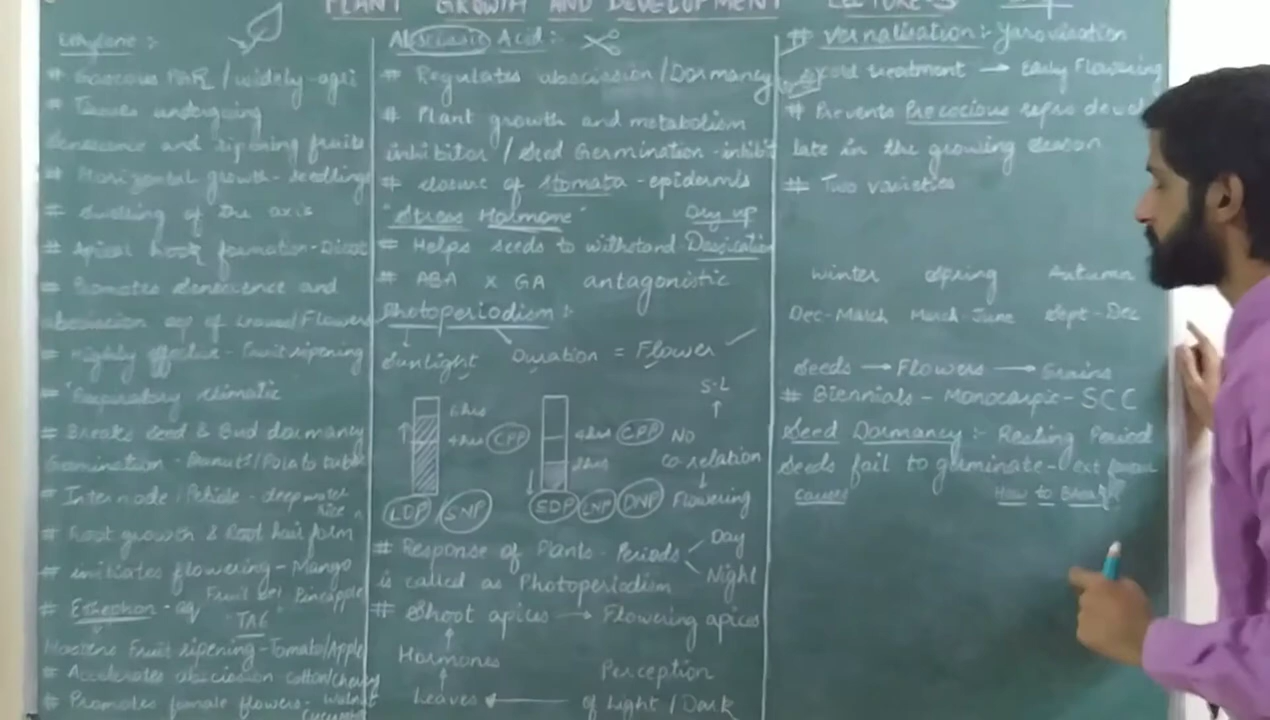 PLANT GROWTH AND DEVELOPMENT LECTURE-3
Ethylene :-
# Gaseous PGR / widely-agri
# Tissues undergoing
senescence and ripening fruits
# Horizontal growth - seedlings
# Swelling of the axis
# Apical hook formation-Dicot
# Promotes senescence and
abscission of Leaves/Flowers
# Highly effective - Fruit ripening
# Respiratory climatic
# Breaks seed & Bud dormancy
Germination - Peanuts/Potato tuber
# Internode/Petiole - deep water rice
# Root growth & Root hair form
# initiates flowering - Mango
Fruit set Pineapple
# Ethephon - aq
TAG
Hastens Fruit ripening-Tomato/Apple
# Accelerates abscission cotton/cherry
# Promotes female flowers - walnut
cucumber
Abscissic Acid :-
# Regulates abscission / Dormancy
# Plant growth and metabolism
inhibitor / seed Germination - inhibit
# closure of stomata - epidermis
"Stress Hormone" Dry up
# Helps seeds to withstand Dessication
# ABA x GA antagonistic
Photoperiodism :-
Sunlight Duration = Flower
S-L
6hrs
4hrs CPP 4hrs CPP NO
2hrs co-relation
LDP SNP SDP LNP DNP Flowering
# Response of Plants - Periods Day
Night
is called as Photoperiodism
# Shoot apices → Flowering apices
Hormones Perception
Leaves ← of Light / Dark
# Vernalisation :- Yarovisation
cold treatment → Early Flowering
# Prevents Precocious repro devel
late in the growing season
# Two varieties
Winter Spring Autumn
Dec-March March-June Sept-Dec
Seeds → Flowers → Grains
# Biennials - Monocarpic - SCC
Seed Dormancy :- Resting Period
Seeds fail to germinate - ext
Causes How to Break